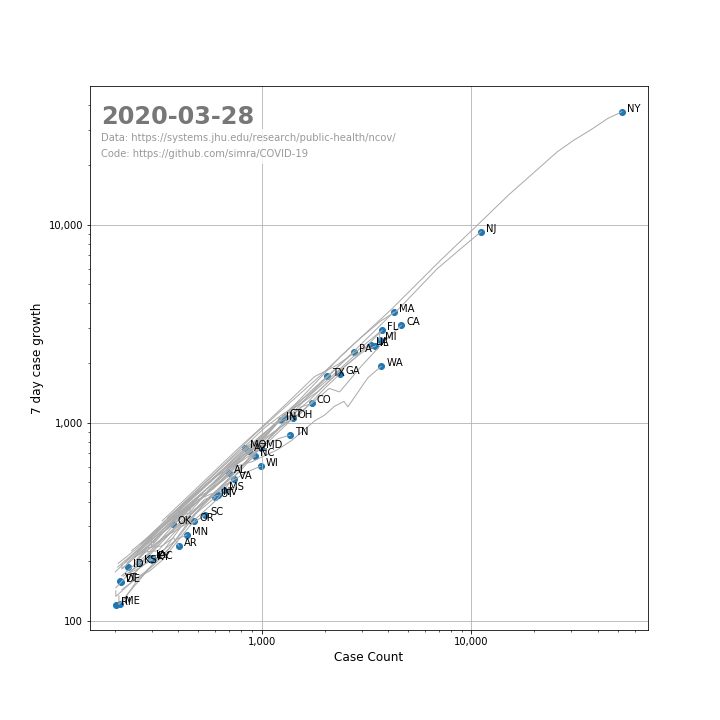 2020-03-28
Data: https://systems.jhu.edu/research/public-health/ncov/
Code: https://github.com/simra/COVID-19
NY
10,000
NJ
MA
CA
FL
MI
PA
WA
TX
GA
CO
OH
1,000
TN
MD
NC
WI
AL
VA
MS
SC
OK
OR
MN
AR
ID
KS
DE
ME
100
1,000
10,000
Case Count
7 day case growth